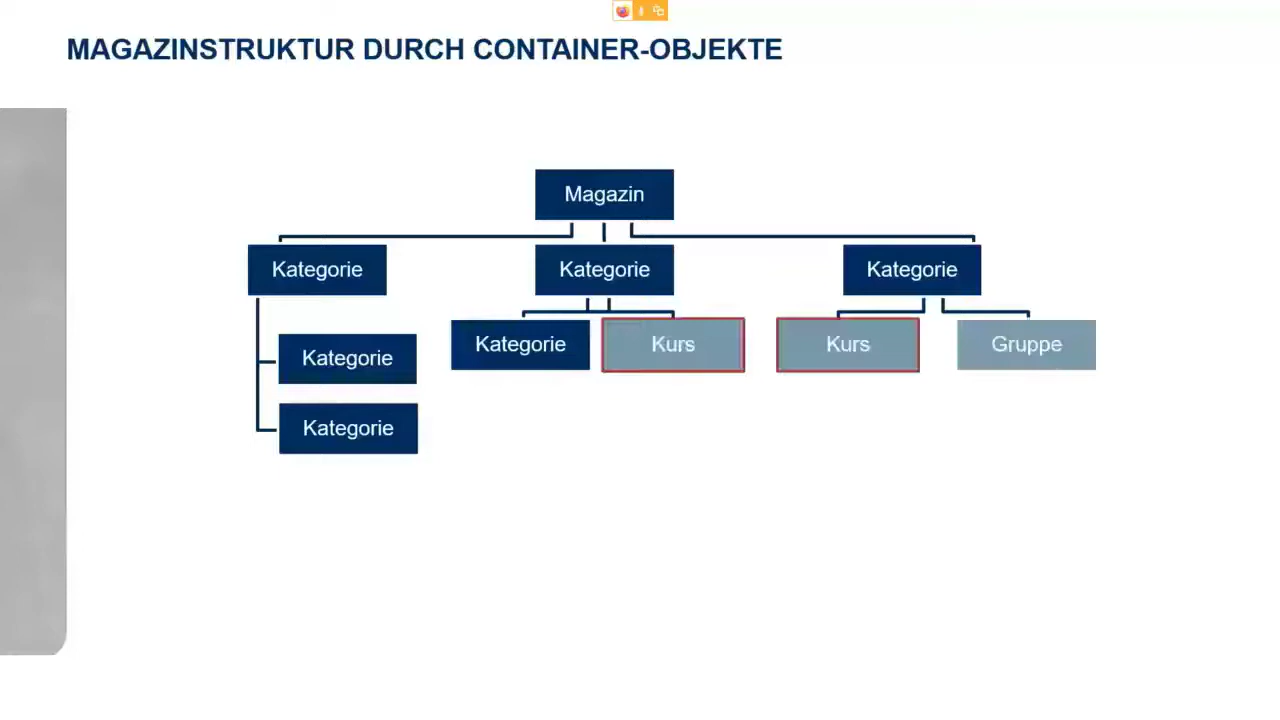 MAGAZINSTRUKTUR DURCH CONTAINER-OBJEKTE
Magazin
Kategorie
Kategorie
Kategorie
Kategorie
Kategorie
Kategorie
Kurs
Kurs
Gruppe